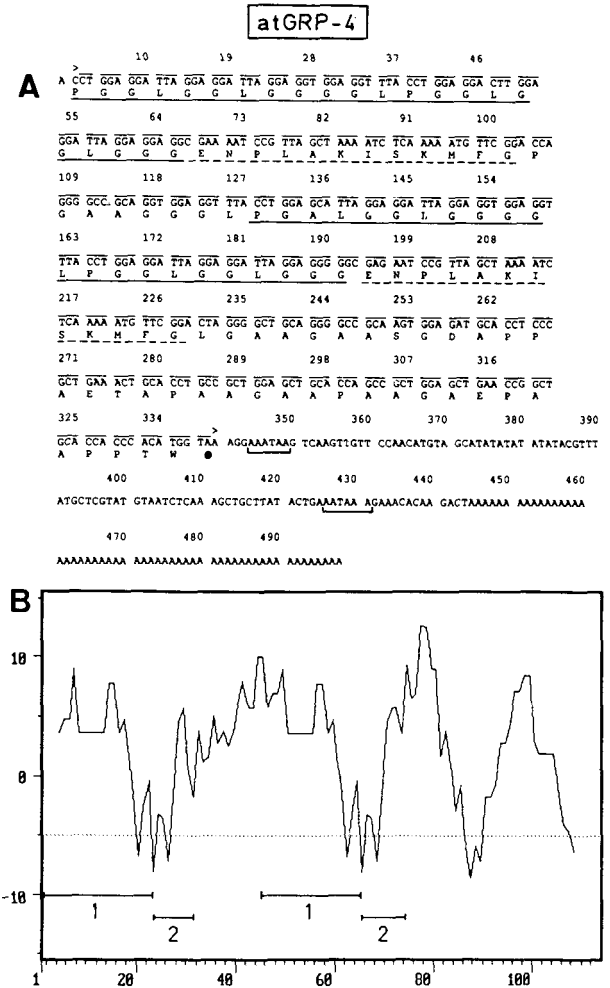 atGRP-4
A
10 19 28 37 46
A CCT GGA GGA TTA GGA GGA TTA GGA GGT GGA GGT TTA CCT GGA GGA CTT GGA
P G G L G G L G G G G L P G G L G
55 64 73 82 91 100
GGA TTA GGA GGA GGC GAA AAT CCG TTA GCT AAA ATC TCA AAA ATG TTC GGA CCA
G L G G G E N P L A K I S K M F G P
109 118 127 136 145 154
GGG GCC GCA GGT GGA GGT TTA CCT GGA GCA TTA GGA GGA TTA GGA GGT GGA GGT
G A A G G G L P G A L G G L G G G G
163 172 181 190 199 208
TTA CCT GGA GGA TTA GGA GGA TTA GGA GGG GGC GAG AAT CCG TTA GCT AAA ATC
L P G G L G G L G G G E N P L A K I
217 226 235 244 253 262
TCA AAA ATG TTC GGA CTA GGG GCT GCA GGG GCC GCA AGT GGA GAT GCA CCT CCC
S K M F G L G A A G A A S G D A P P
271 280 289 298 307 316
GCT GAA ACT GCA CCT GCC GCT GGA GCT GCA CCA GCC GCT GGA GCT GAA CCG GCT
A E T A P A A G A A P A A G A E P A
325 334 350 360 370 380 390
GCA CCA CCC ACA TGG TAA AGGAAATAAG TCAAGTTGTT CCAACATGTA GCATATATAT ATATACGTTT
A P P T W
400 410 420 430 440 450 460
ATGCTCGTAT GTAATCTCAA AGCTGCTTAT ACTGAAATAA AGAAACACAA GACTAAAAAA AAAAAAAAAA
470 480 490
AAAAAAAAAA AAAAAAAAAA AAAAAAAAAA AAAAAAA
B
10
0
-10
1 2 1 2
1 20 40 60 80 100